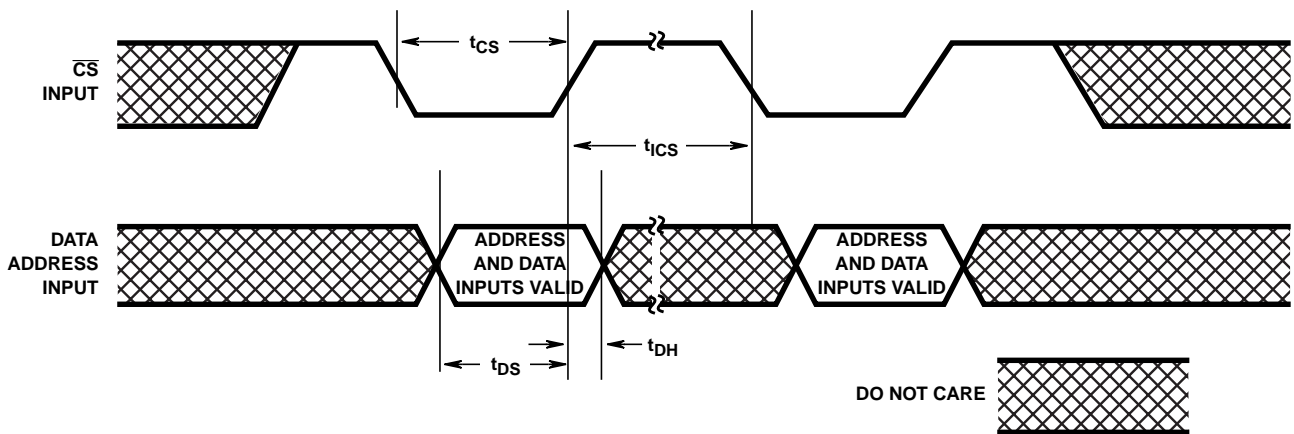 tCS
CS
INPUT
tICS
DATA
ADDRESS
INPUT
ADDRESS
AND DATA
INPUTS VALID
ADDRESS
AND DATA
INPUTS VALID
tDH
tDS
DO NOT CARE